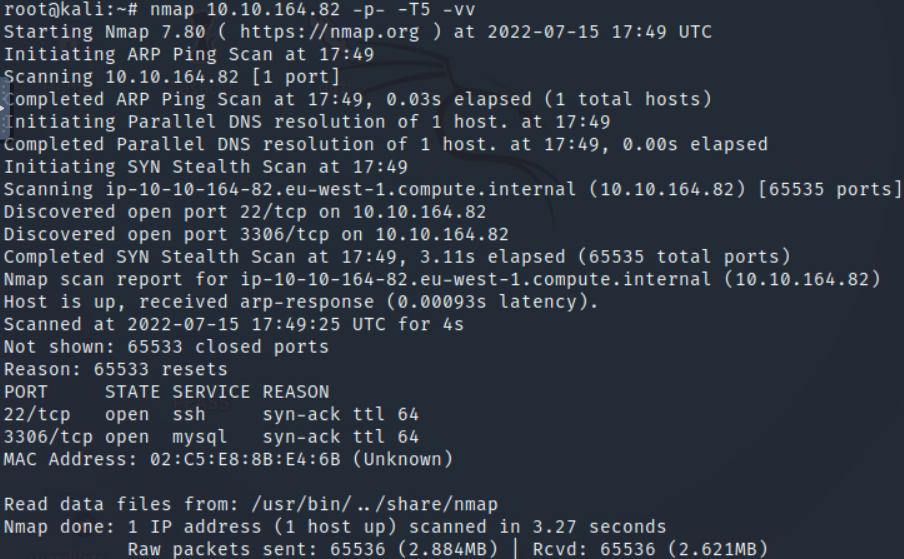 root@kali:~# nmap 10.10.164.82 -p- -T5 -vv
Starting Nmap 7.80 ( https://nmap.org ) at 2022-07-15 17:49 UTC
Initiating ARP Ping Scan at 17:49
Scanning 10.10.164.82 [1 port]
Completed ARP Ping Scan at 17:49, 0.03s elapsed (1 total hosts)
Initiating Parallel DNS resolution of 1 host. at 17:49
Completed Parallel DNS resolution of 1 host. at 17:49, 0.00s elapsed
Initiating SYN Stealth Scan at 17:49
Scanning ip-10-10-164-82.eu-west-1.compute.internal (10.10.164.82) [65535 ports]
Discovered open port 22/tcp on 10.10.164.82
Discovered open port 3306/tcp on 10.10.164.82
Completed SYN Stealth Scan at 17:49, 3.11s elapsed (65535 total ports)
Nmap scan report for ip-10-10-164-82.eu-west-1.compute.internal (10.10.164.82)
Host is up, received arp-response (0.00093s latency).
Scanned at 2022-07-15 17:49:25 UTC for 4s
Not shown: 65533 closed ports
Reason: 65533 resets
PORT     STATE SERVICE REASON
22/tcp   open  ssh     syn-ack ttl 64
3306/tcp open  mysql   syn-ack ttl 64
MAC Address: 02:C5:E8:8B:E4:6B (Unknown)

Read data files from: /usr/bin/../share/nmap
Nmap done: 1 IP address (1 host up) scanned in 3.27 seconds
           Raw packets sent: 65536 (2.884MB) | Rcvd: 65536 (2.621MB)